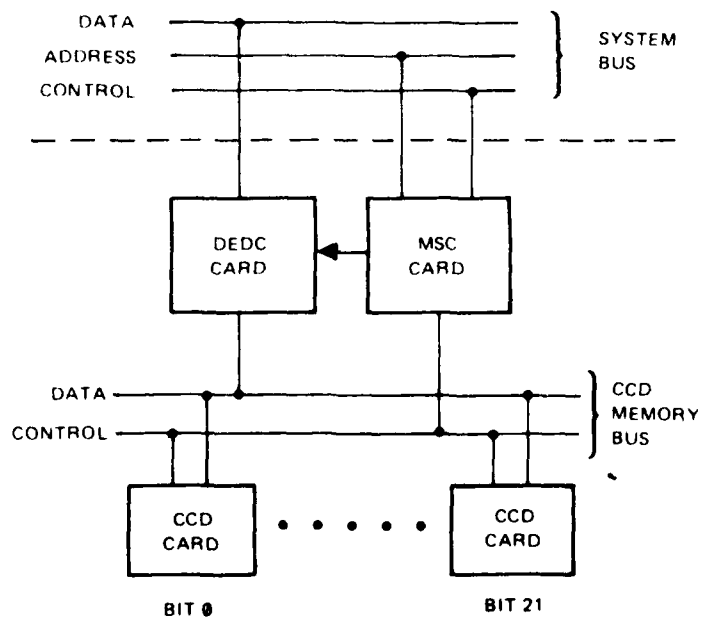 DATA
ADDRESS
CONTROL
SYSTEM
BUS
DEDC
CARD
MSC
CARD
DATA
CONTROL
CCD
MEMORY
BUS
CCD
CARD
CCD
CARD
BIT 0
BIT 21